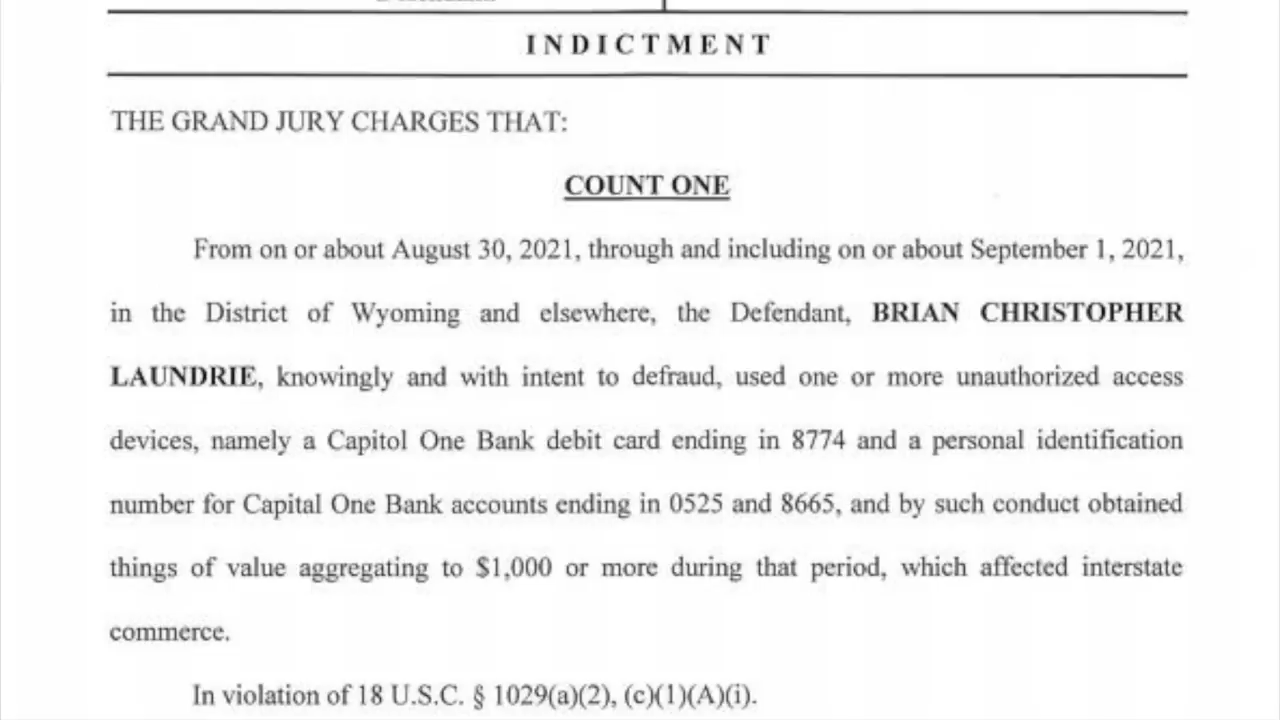 INDICTMENT
THE GRAND JURY CHARGES THAT:
COUNT ONE
From on or about August 30, 2021, through and including on or about September 1, 2021,
in the District of Wyoming and elsewhere, the Defendant, BRIAN CHRISTOPHER
LAUNDRIE, knowingly and with intent to defraud, used one or more unauthorized access
devices, namely a Capitol One Bank debit card ending in 8774 and a personal identification
number for Capital One Bank accounts ending in 0525 and 8665, and by such conduct obtained
things of value aggregating to $1,000 or more during that period, which affected interstate
commerce.
In violation of 18 U.S.C. § 1029(a)(2), (c)(1)(A)(i).